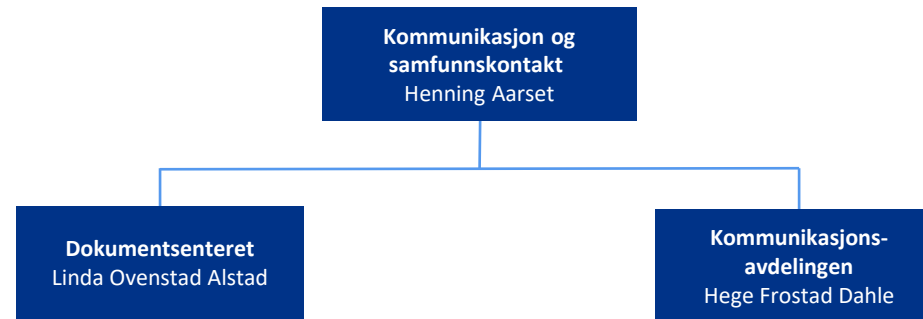 Kommunikasjon og
samfunnskontakt
Henning Aarset
Dokumentsenteret
Linda Ovenstad Alstad
Kommunikasjons-
avdelingen
Hege Frostad Dahle